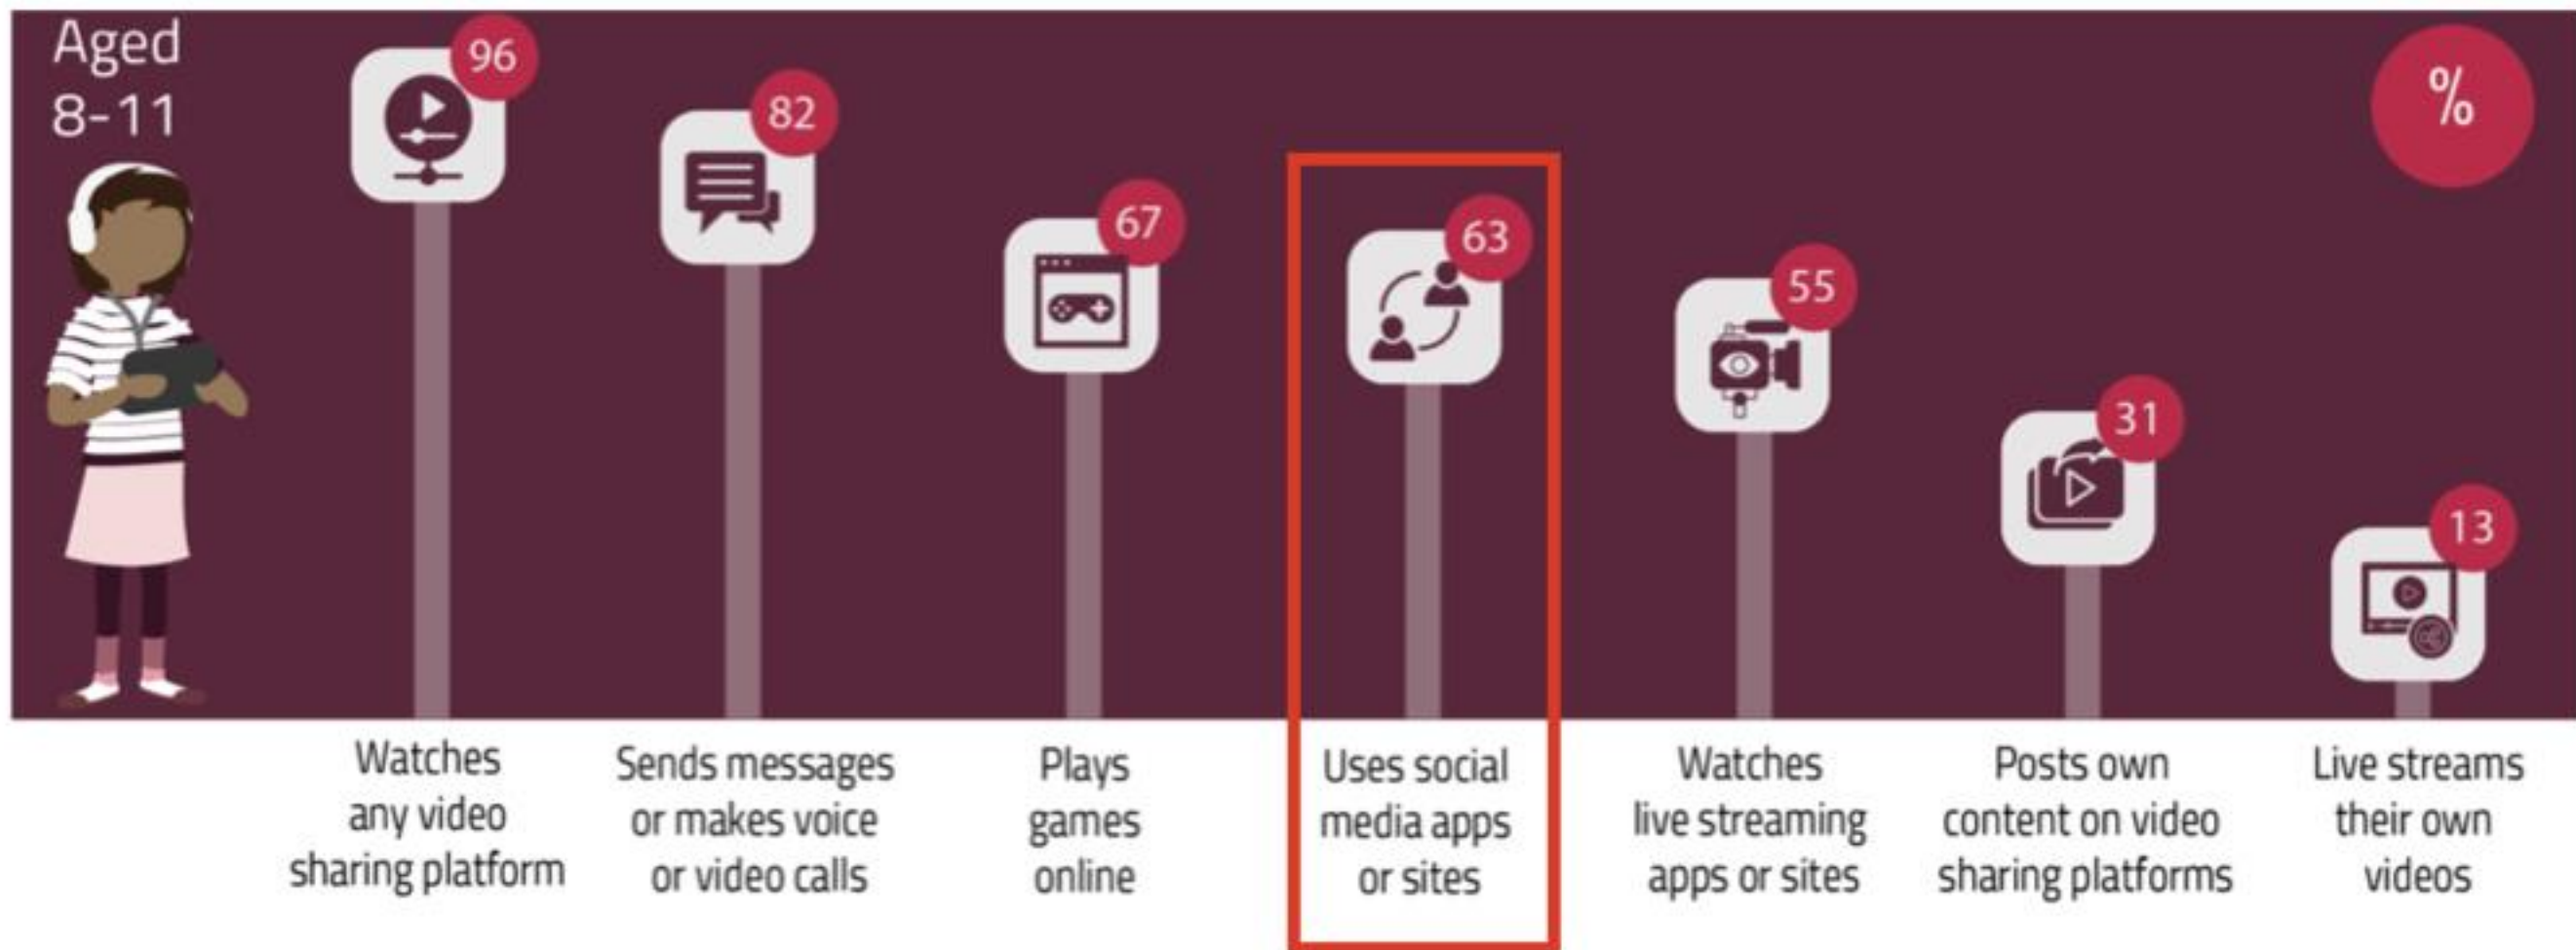 Aged
8-11
96
82
67
63
55
31
13
%
Watches
any video
sharing platform
Sends messages
or makes voice
or video calls
Plays
games
online
Uses social
media apps
or sites
Watches
live streaming
apps or sites
Posts own
content on video
sharing platforms
Live streams
their own
videos